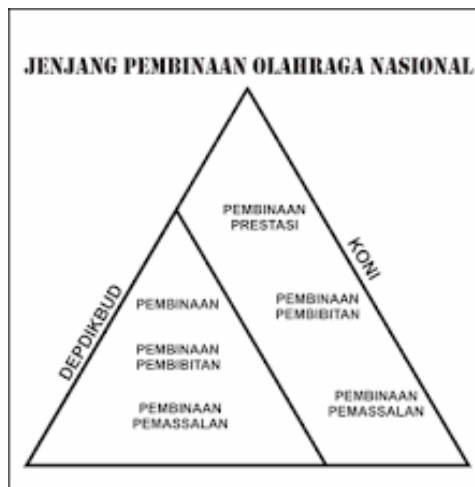 JENJANG PEMBINAAN OLAHRAGA NASIONAL
PEMBINAAN
PRESTASI
KONI
DEPDIKBUD
PEMBINAAN
PEMBINAAN
PEMBIBITAN
PEMBINAAN
PEMBIBITAN
PEMBINAAN
PEMASSALAN
PEMBINAAN
PEMASSALAN